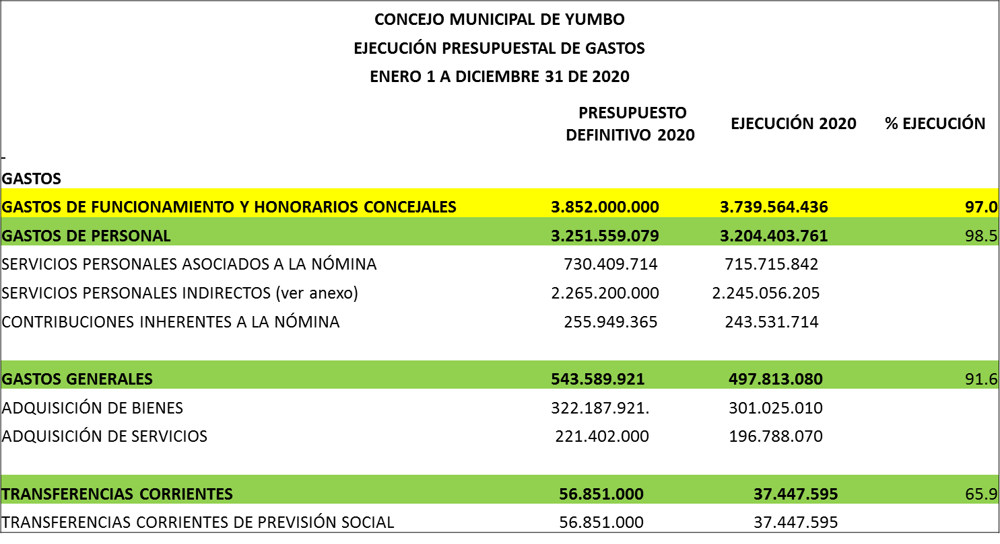 CONCEJO MUNICIPAL DE YUMBO
EJECUCIÓN PRESUPUESTAL DE GASTOS
ENERO 1 A DICIEMBRE 31 DE 2020
PRESUPUESTO
DEFINITIVO 2020 EJECUCIÓN 2020 % EJECUCIÓN
GASTOS
GASTOS DE FUNCIONAMIENTO Y HONORARIOS CONCEJALES 3.852.000.000 3.739.564.436 97.0
GASTOS DE PERSONAL 3.251.559.079 3.204.403.761 98.5
SERVICIOS PERSONALES ASOCIADOS A LA NÓMINA 730.409.714 715.715.842
SERVICIOS PERSONALES INDIRECTOS (ver anexo) 2.265.200.000 2.245.056.205
CONTRIBUCIONES INHERENTES A LA NÓMINA 255.949.365 243.531.714
GASTOS GENERALES 543.589.921 497.813.080 91.6
ADQUISICIÓN DE BIENES 322.187.921. 301.025.010
ADQUISICIÓN DE SERVICIOS 221.402.000 196.788.070
TRANSFERENCIAS CORRIENTES 56.851.000 37.447.595 65.9
TRANSFERENCIAS CORRIENTES DE PREVISIÓN SOCIAL 56.851.000 37.447.595